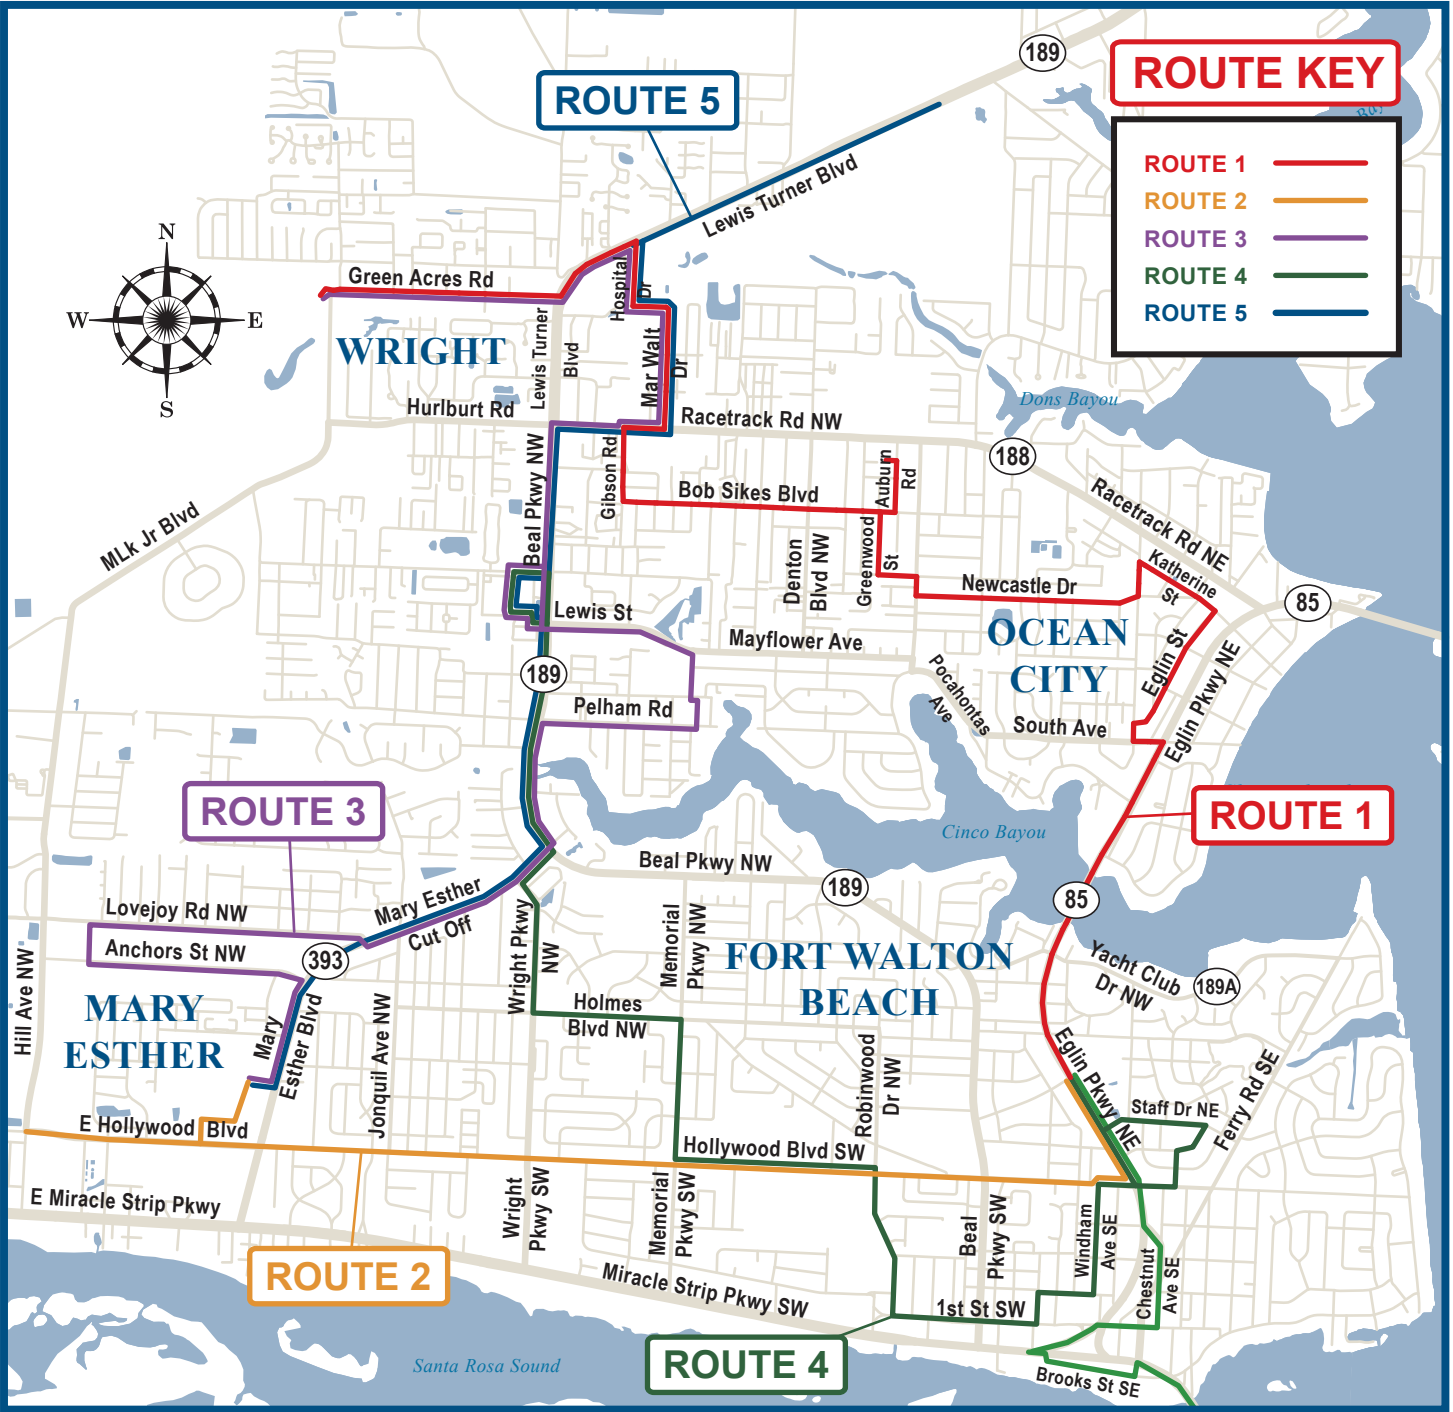 189
ROUTE KEY
ROUTE 5
Bay
ROUTE 1
ROUTE 2
ROUTE 3
ROUTE 4
ROUTE 5
Lewis Turner Blvd
N
W
E
S
Green Acres Rd
Hospital
Dr
WRIGHT
Lewis Turner
Blvd
Mar Walt
Dr
Dons Bayou
Hurlburt Rd
Racetrack Rd NW
188
Beal Pkwy NW
Gibson Rd
Bob Sikes Blvd
Auburn
Rd
Racetrack Rd NE
MLk Jr Blvd
Denton
Blvd NW
Greenwood
St
Newcastle Dr
Katherine
St
85
Lewis St
Mayflower Ave
OCEAN
CITY
Eglin St
Eglin Pkwy NE
189
Pocahontas
Ave
Pelham Rd
South Ave
ROUTE 3
ROUTE 1
Cinco Bayou
Beal Pkwy NW
189
85
Mary Esther
Cut Off
Lovejoy Rd NW
Anchors St NW
393
Wright Pkwy
NW
Memorial
Pkwy NW
FORT WALTON
BEACH
Yacht Club
Dr NW
189A
Hill Ave NW
MARY
ESTHER
Mary
Esther Blvd
Jonquil Ave NW
Holmes
Blvd NW
Robinwood
Dr NW
Eglin Pkwy NE
Ferry Rd SE
Staff Dr NE
E Hollywood Blvd
Hollywood Blvd SW
E Miracle Strip Pkwy
Wright
Pkwy SW
Memorial
Pkwy SW
Beal
Pkwy SW
Windham
Ave SE
Chestnut
Ave SE
ROUTE 2
Miracle Strip Pkwy SW
1st St SW
ROUTE 4
Santa Rosa Sound
Brooks St SE